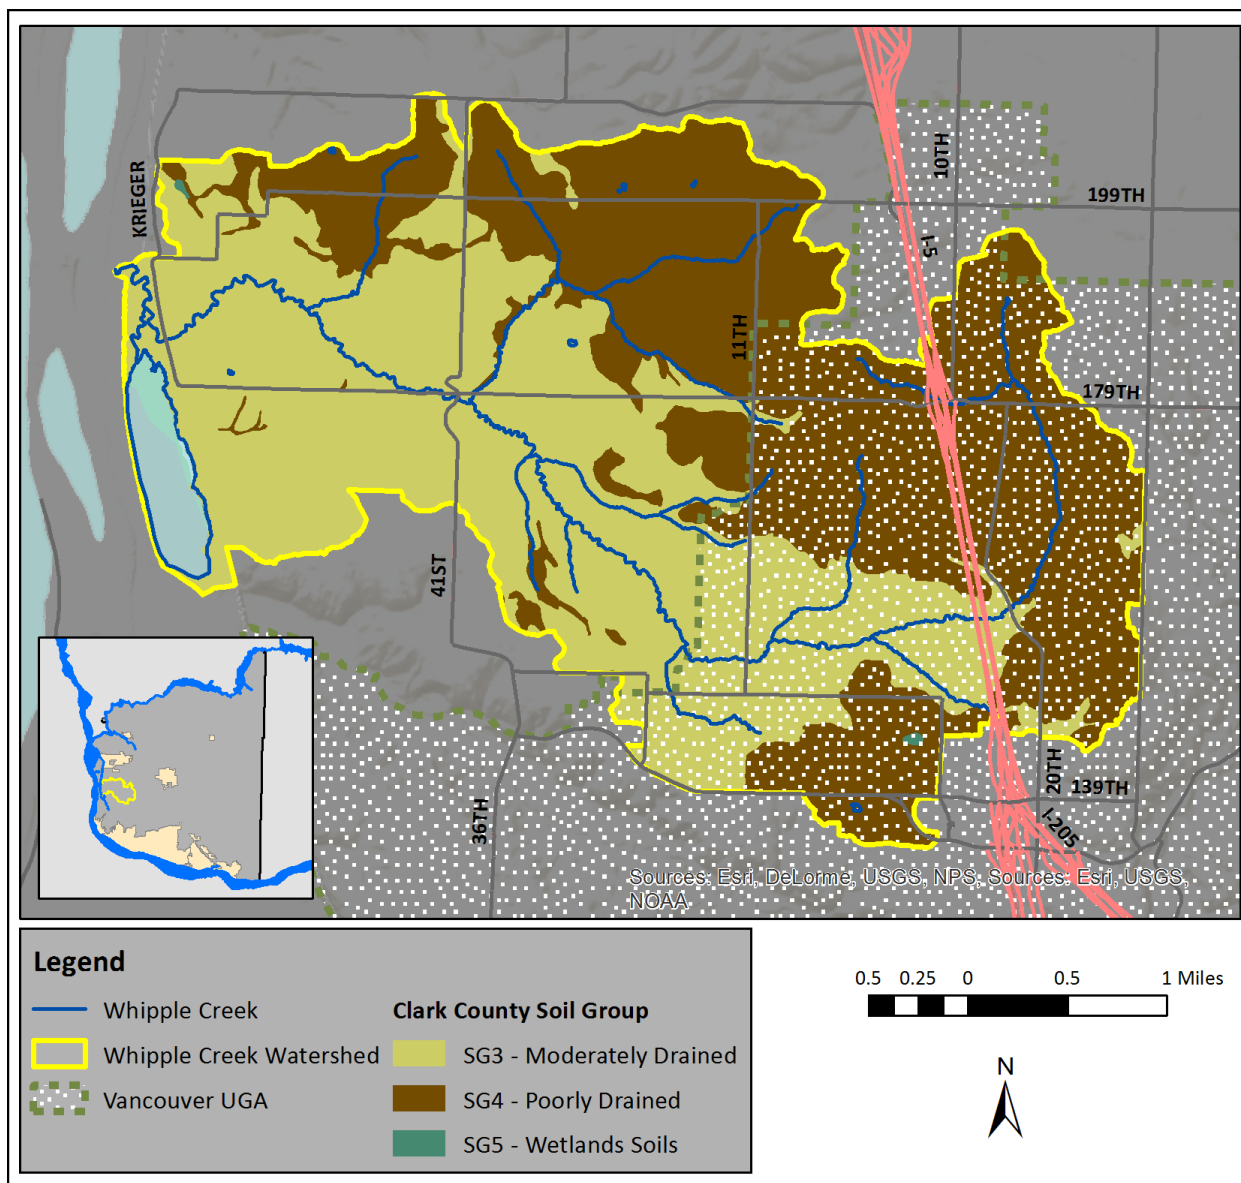 KRIEGER
10TH
199TH
I-5
11TH
179TH
41ST
36TH
20TH
139TH
I-205
Sources: Esri, DeLorme, USGS, NPS, Sources: Esri, USGS,
NOAA
Legend
Whipple Creek
Whipple Creek Watershed
Vancouver UGA
Clark County Soil Group
SG3 - Moderately Drained
SG4 - Poorly Drained
SG5 - Wetlands Soils
0.5 0.25 0 0.5 1 Miles
N